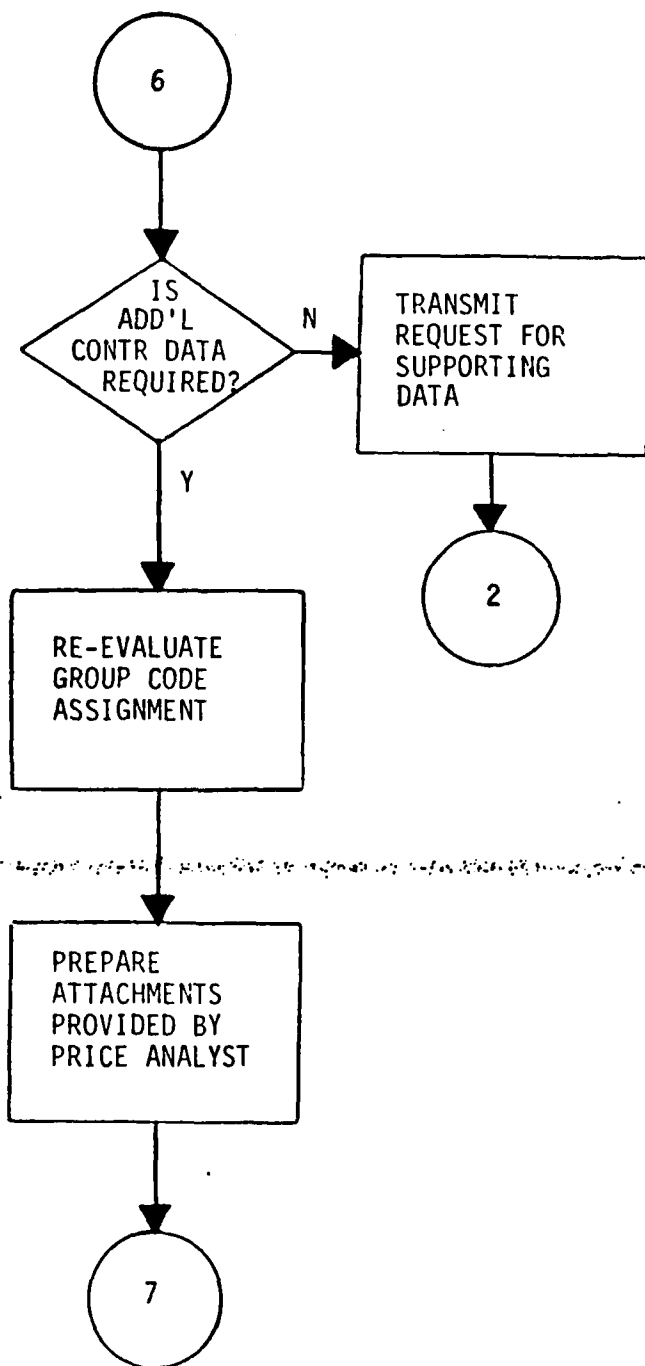 6
IS
ADD'L
CONTR DATA
REQUIRED?
N
TRANSMIT
REQUEST FOR
SUPPORTING
DATA
Y
2
RE-EVALUATE
GROUP CODE
ASSIGNMENT
PREPARE
ATTACHMENTS
PROVIDED BY
PRICE ANALYST
7